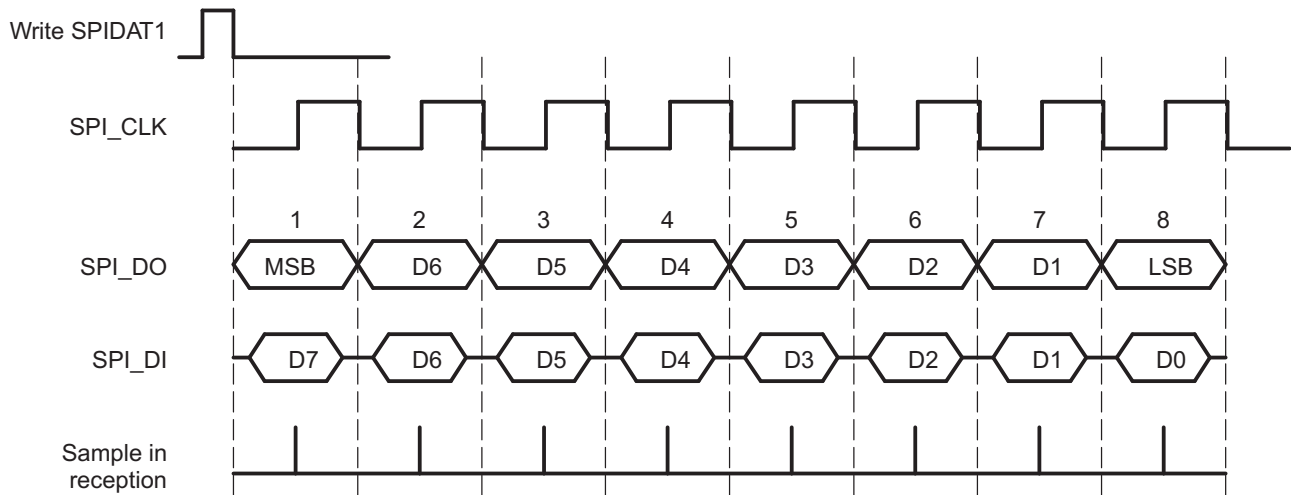 Write SPIDAT1
SPI_CLK
1 2 3 4 5 6 7 8
SPI_DO MSB D6 D5 D4 D3 D2 D1 LSB
SPI_DI D7 D6 D5 D4 D3 D2 D1 D0
Sample in
reception